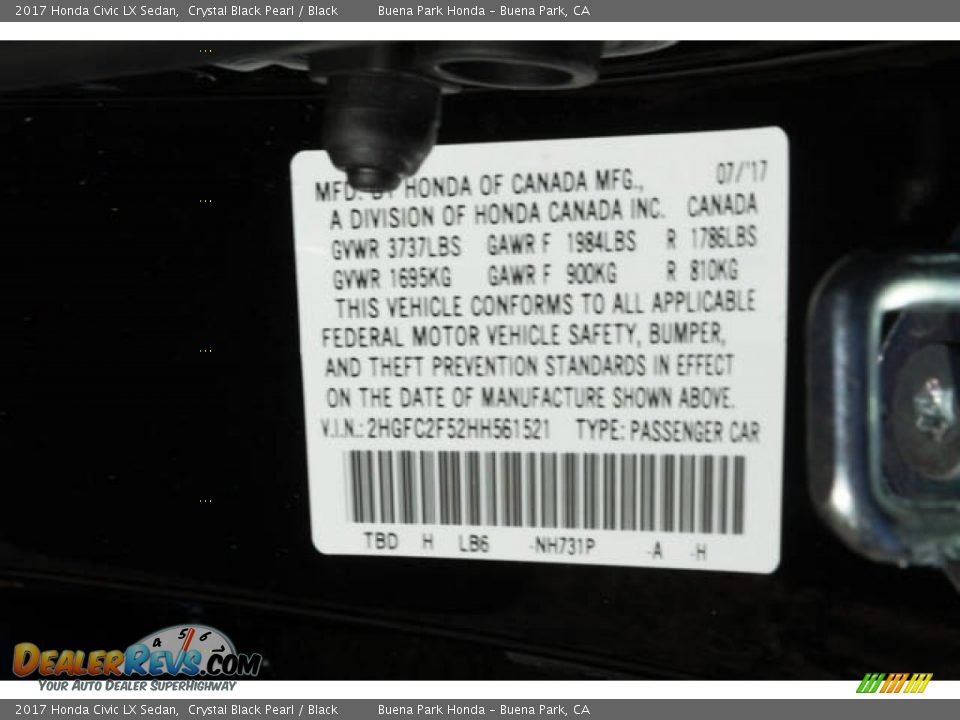 2017 Honda Civic LX Sedan, Crystal Black Pearl / Black Buena Park Honda - Buena Park, CA
07/'17
MFD. BY HONDA OF CANADA MFG.,
A DIVISION OF HONDA CANADA INC. CANADA
GVWR 3737LBS GAWR F 1984LBS R 1786LBS
GVWR 1695KG GAWR F 900KG R 810KG
THIS VEHICLE CONFORMS TO ALL APPLICABLE
FEDERAL MOTOR VEHICLE SAFETY, BUMPER,
AND THEFT PREVENTION STANDARDS IN EFFECT
ON THE DATE OF MANUFACTURE SHOWN ABOVE.
V.I.N.: 2HGFC2F52HH561521 TYPE: PASSENGER CAR
TBD H LB6 -NH731P -A -H
4 5 6
DEALERREVS.COM
YOUR AUTO DEALER SUPERHIGHWAY
2017 Honda Civic LX Sedan, Crystal Black Pearl / Black Buena Park Honda - Buena Park, CA